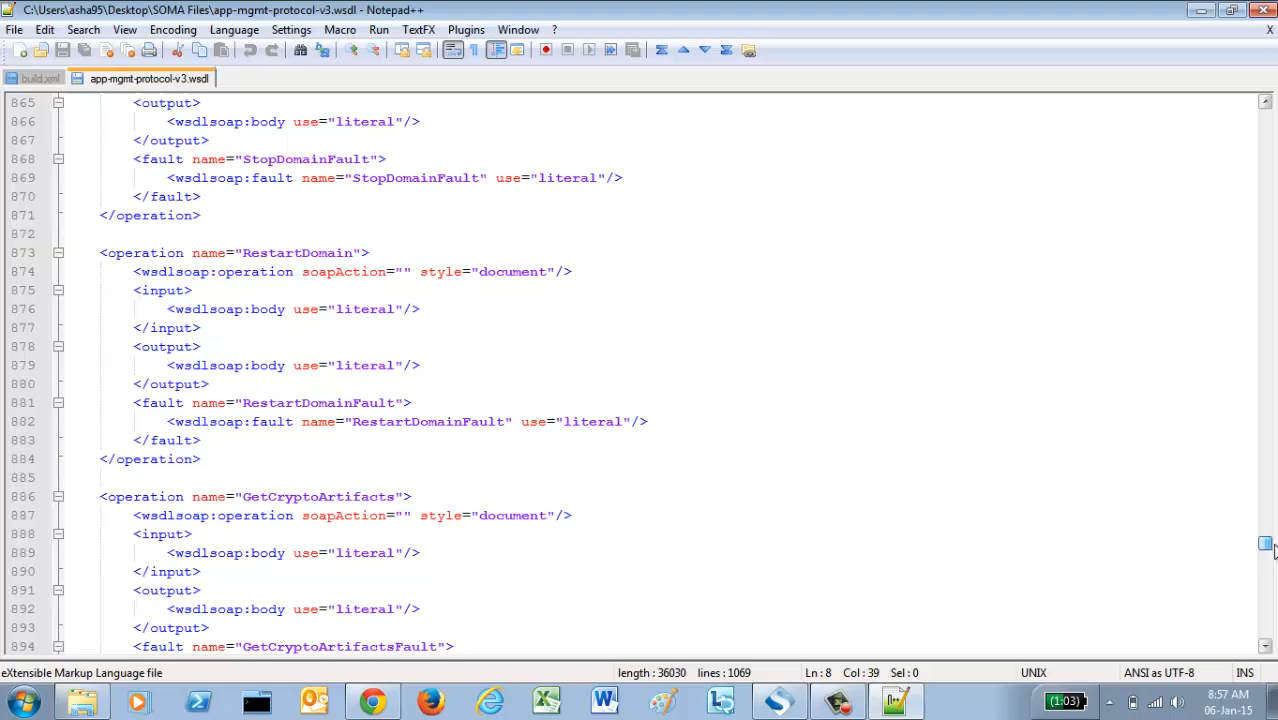 C:\Users\asha95\Desktop\SOMA Files\app-mgmt-protocol-v3.wsdl - Notepad++
File Edit Search View Encoding Language Settings Macro Run TextFX Plugins Window ? X
build.xml app-mgmt-protocol-v3.wsdl
865 <output>
866 <wsdlsoap:body use="literal"/>
867 </output>
868 <fault name="StopDomainFault">
869 <wsdlsoap:fault name="StopDomainFault" use="literal"/>
870 </fault>
871 </operation>
872
873 <operation name="RestartDomain">
874 <wsdlsoap:operation soapAction="" style="document"/>
875 <input>
876 <wsdlsoap:body use="literal"/>
877 </input>
878 <output>
879 <wsdlsoap:body use="literal"/>
880 </output>
881 <fault name="RestartDomainFault">
882 <wsdlsoap:fault name="RestartDomainFault" use="literal"/>
883 </fault>
884 </operation>
885
886 <operation name="GetCryptoArtifacts">
887 <wsdlsoap:operation soapAction="" style="document"/>
888 <input>
889 <wsdlsoap:body use="literal"/>
890 </input>
891 <output>
892 <wsdlsoap:body use="literal"/>
893 </output>
894 <fault name="GetCryptoArtifactsFault">
eXtensible Markup Language file length : 36030 lines : 1069 Ln : 8 Col : 39 Sel : 0 UNIX ANSI as UTF-8 INS
(1:03) 8:57 AM
06-Jan-15